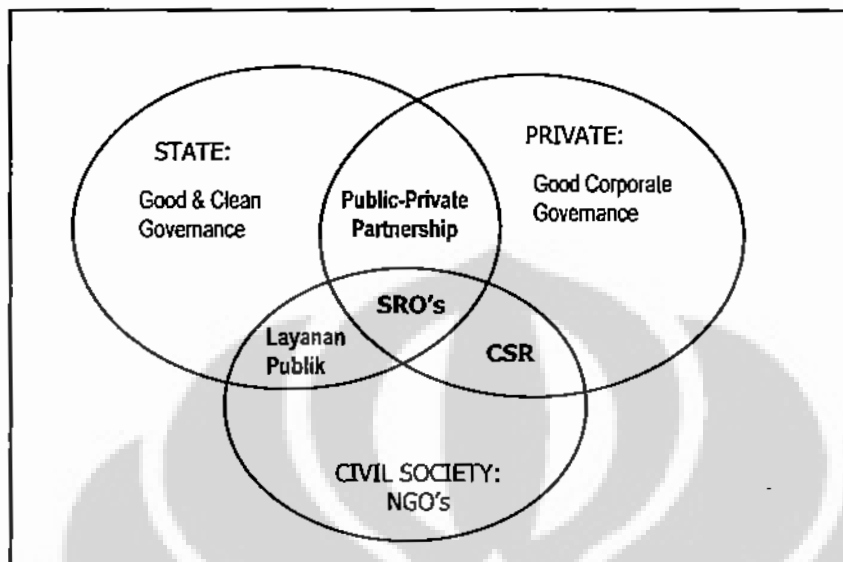 STATE:
Good & Clean
Governance
Public-Private
Partnership
PRIVATE:
Good Corporate
Governance
SRO's
Layanan
Publik
CSR
CIVIL SOCIETY:
NGO's